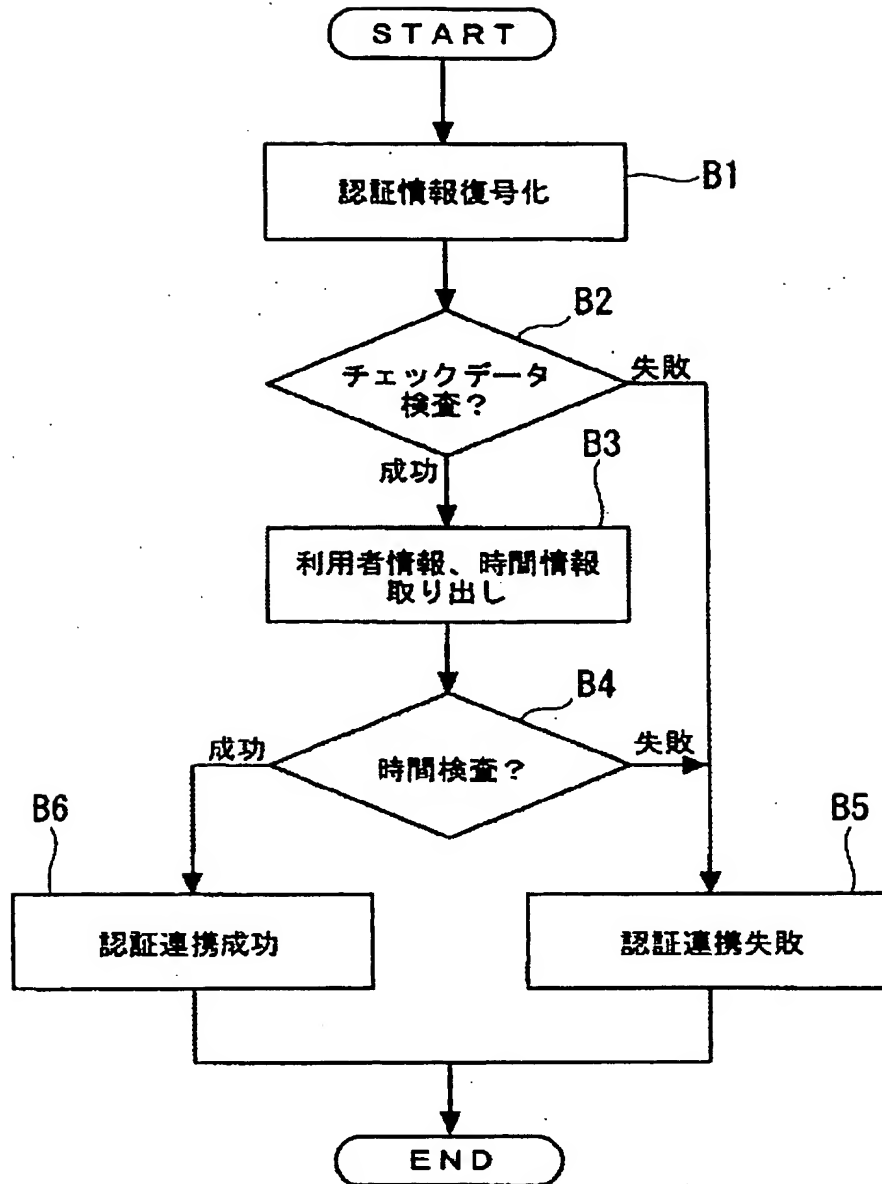 START
認証情報復号化
B1
B2
チェックデータ
検査?
失敗
成功
B3
利用者情報、時間情報
取り出し
B4
成功
時間検査?
失敗
B6
B5
認証連携成功
認証連携失敗
END